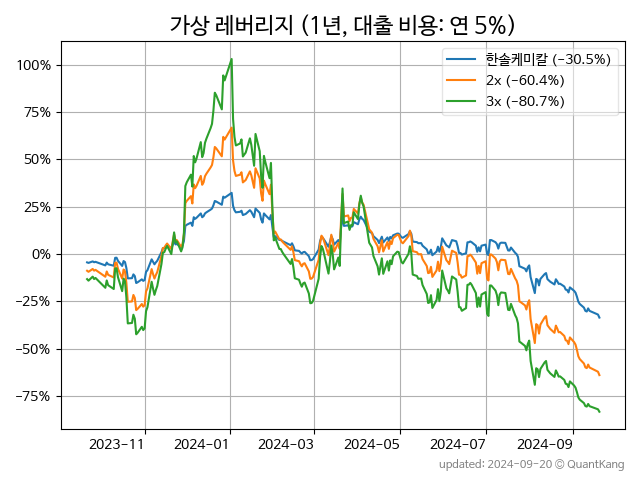 가상 레버리지 (1년, 대출 비용: 연 5%)
한솔케미칼 (-30.5%)
2x (-60.4%)
3x (-80.7%)
100%
75%
50%
25%
0%
−25%
−50%
−75%
2023-11
2024-01
2024-03
2024-05
2024-07
2024-09
updated: 2024-09-20 © QuantKang